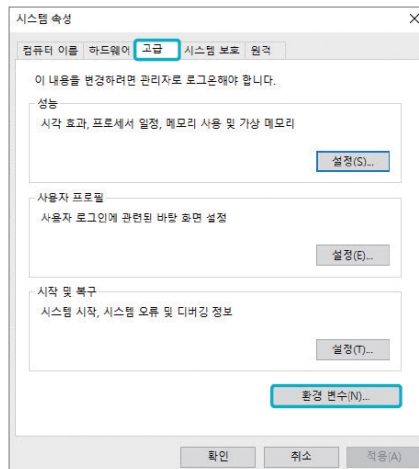 시스템 속성
컴퓨터 이름 하드웨어 고급 시스템 보호 원격
이 내용을 변경하려면 관리자로 로그온해야 합니다.
성능
시각 효과, 프로세서 일정, 메모리 사용 및 가상 메모리
설정(S)...
사용자 프로필
사용자 로그인에 관련된 바탕 화면 설정
설정(E)...
시작 및 복구
시스템 시작, 시스템 오류 및 디버깅 정보
설정(T)...
환경 변수(N)...
확인 취소 적용(A)